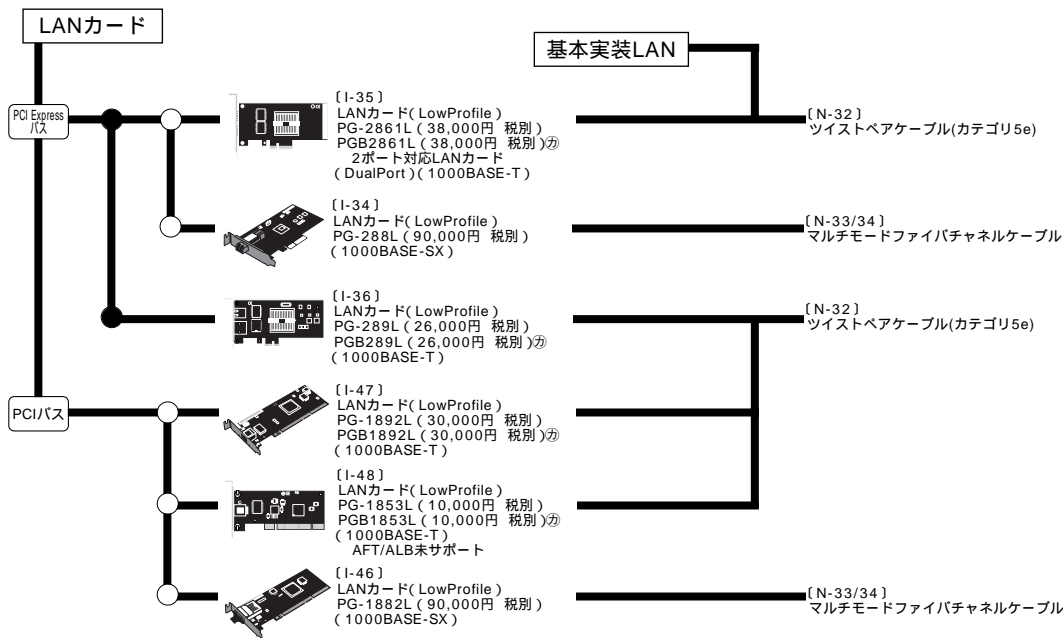 LANカード
基本実装LAN
PCI Express
バス
〔I-35〕
LANカード(LowProfile)
PG-2861L(38,000円 税別)
PGB2861L(38,000円 税別)㋕
2ポート対応LANカード
(DualPort)(1000BASE-T)
〔N-32〕
ツイストペアケーブル(カテゴリ5e)
〔I-34〕
LANカード(LowProfile)
PG-288L(90,000円 税別)
(1000BASE-SX)
〔N-33/34〕
マルチモードファイバチャネルケーブル
〔I-36〕
LANカード(LowProfile)
PG-289L(26,000円 税別)
PGB289L(26,000円 税別)㋕
(1000BASE-T)
〔N-32〕
ツイストペアケーブル(カテゴリ5e)
PCIバス
〔I-47〕
LANカード(LowProfile)
PG-1892L(30,000円 税別)
PGB1892L(30,000円 税別)㋕
(1000BASE-T)
〔I-48〕
LANカード(LowProfile)
PG-1853L(10,000円 税別)
PGB1853L(10,000円 税別)㋕
(1000BASE-T)
AFT/ALB未サポート
〔I-46〕
LANカード(LowProfile)
PG-1882L(90,000円 税別)
(1000BASE-SX)
〔N-33/34〕
マルチモードファイバチャネルケーブル